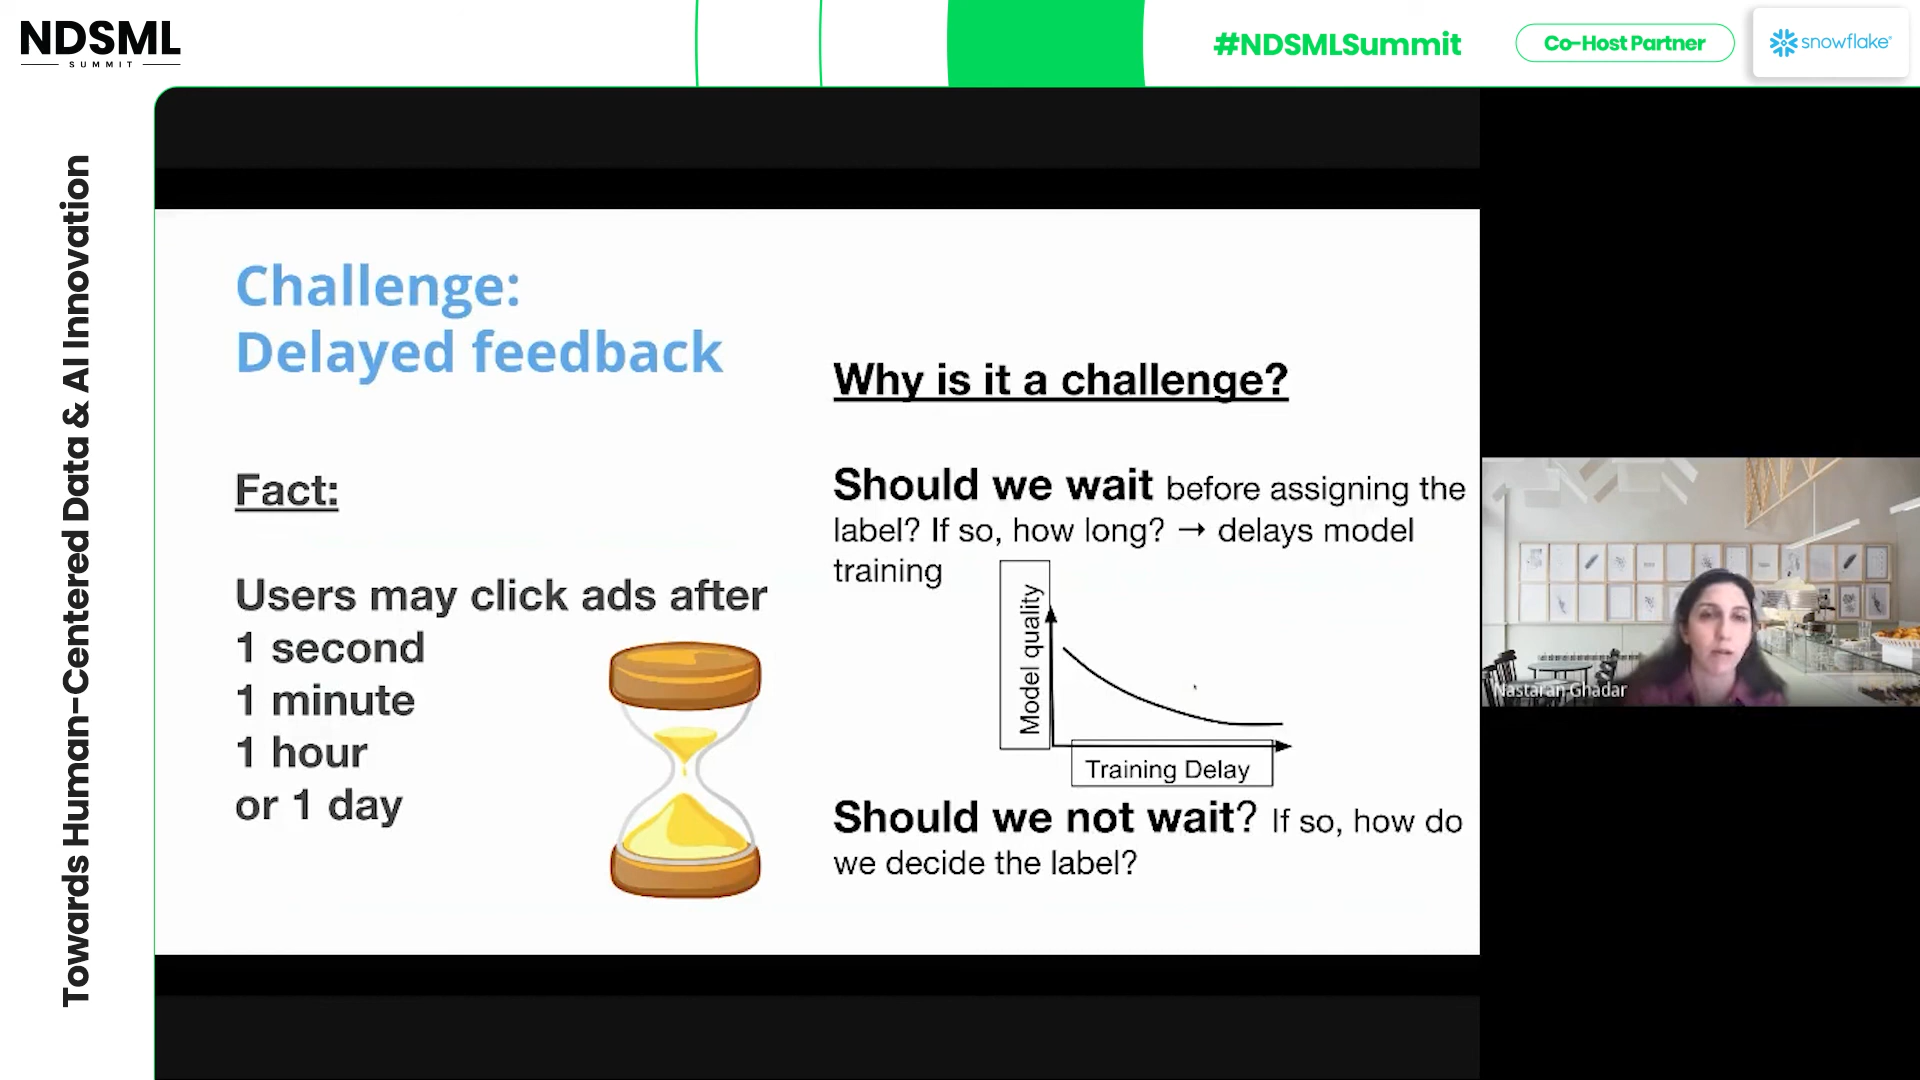 NDSML
SUMMIT
#NDSMLSummit
Co-Host Partner
snowflake
Towards Human-Centered Data & AI Innovation
Challenge:
Delayed feedback
Fact:
Users may click ads after
1 second
1 minute
1 hour
or 1 day
Why is it a challenge?
Should we wait before assigning the
label? If so, how long? → delays model
training
Model quality
Training Delay
Should we not wait? If so, how do
we decide the label?
Nastaran Ghadar